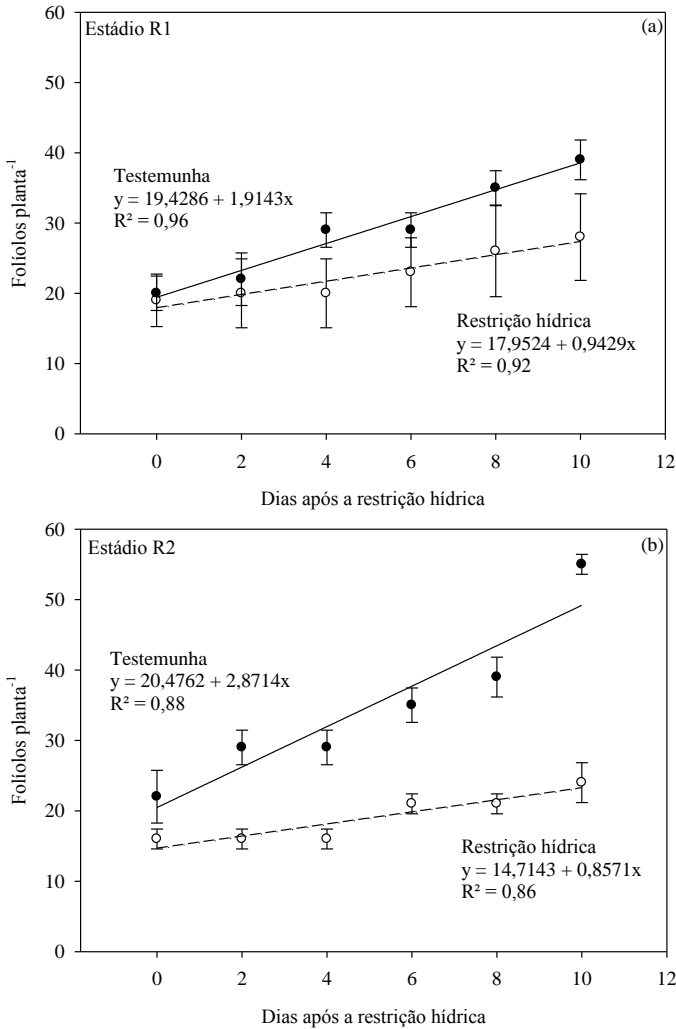 Estádio R1
(a)
60
50
40
30
20
10
0
Folíolos planta⁻¹
Testemunha
y = 19,4286 + 1,9143x
R² = 0,96
Restrição hídrica
y = 17,9524 + 0,9429x
R² = 0,92
0 2 4 6 8 10 12
Dias após a restrição hídrica
Estádio R2
(b)
60
50
40
30
20
10
0
Folíolos planta⁻¹
Testemunha
y = 20,4762 + 2,8714x
R² = 0,88
Restrição hídrica
y = 14,7143 + 0,8571x
R² = 0,86
0 2 4 6 8 10 12
Dias após a restrição hídrica